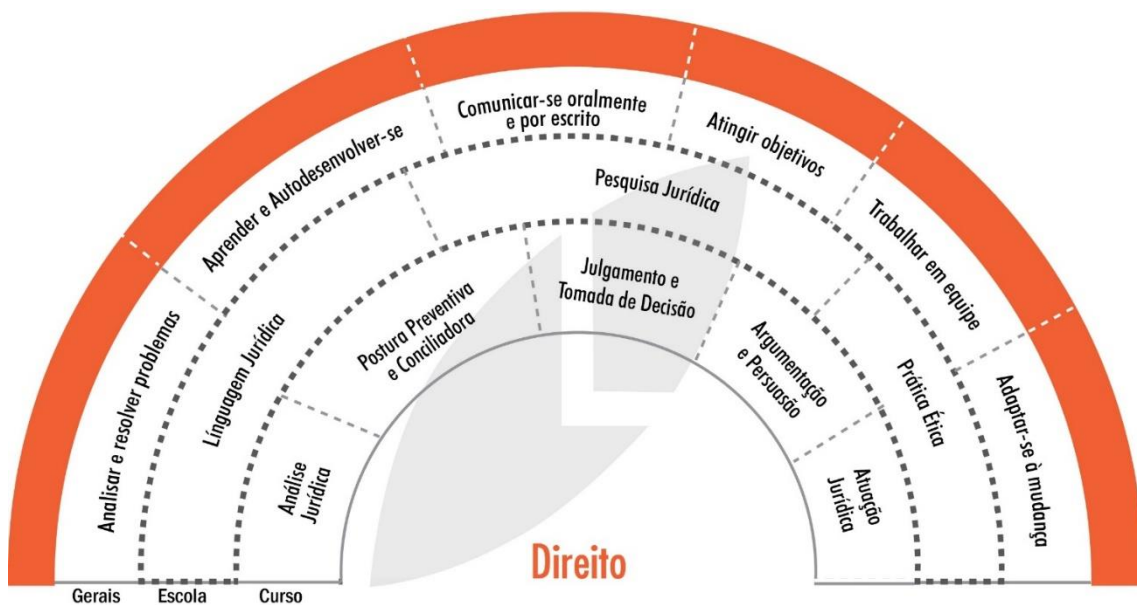 Analisar e resolver problemas
Aprender e Autodesenvolver-se
Comunicar-se oralmente
e por escrito
Atingir objetivos
Trabalhar em equipe
Adaptar-se à mudança
Línguagem Jurídica
Pesquisa Jurídica
Prática Ética
Análise
Jurídica
Postura Preventiva
e Conciliadora
Julgamento e
Tomada de Decisão
Argumentação
e Persuasão
Atuação
Jurídica
Direito
Gerais
Escola
Curso